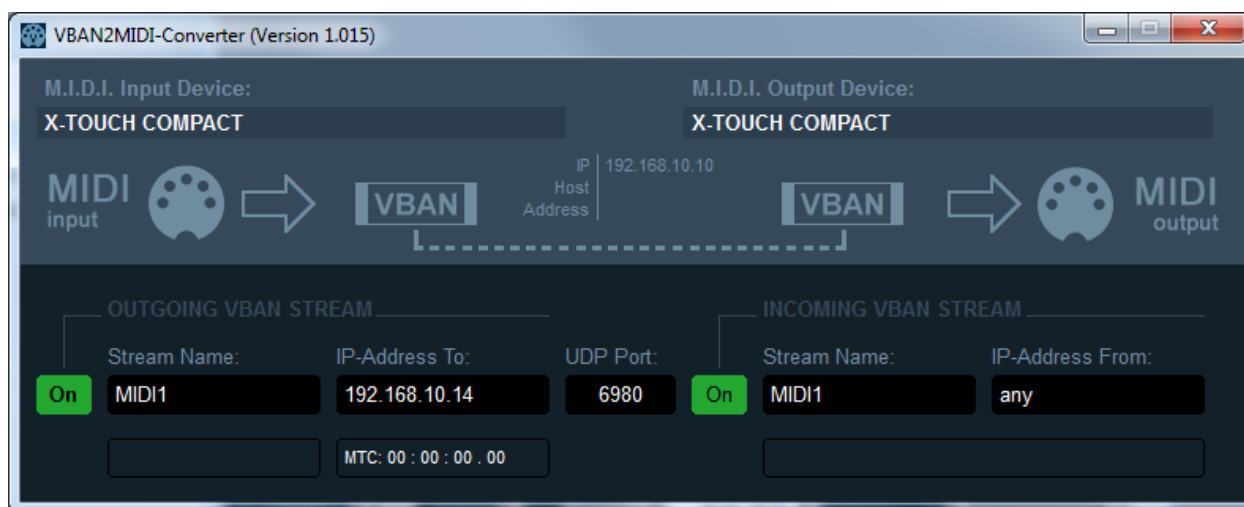 VBAN2MIDI-Converter (Version 1.015)
M.I.D.I. Input Device:
M.I.D.I. Output Device:
X-TOUCH COMPACT
X-TOUCH COMPACT
MIDI
input
VBAN
IP
Host
Address
192.168.10.10
VBAN
MIDI
output
OUTGOING VBAN STREAM
INCOMING VBAN STREAM
Stream Name:
IP-Address To:
UDP Port:
Stream Name:
IP-Address From:
On
MIDI1
192.168.10.14
6980
On
MIDI1
any
MTC: 00 : 00 : 00 . 00